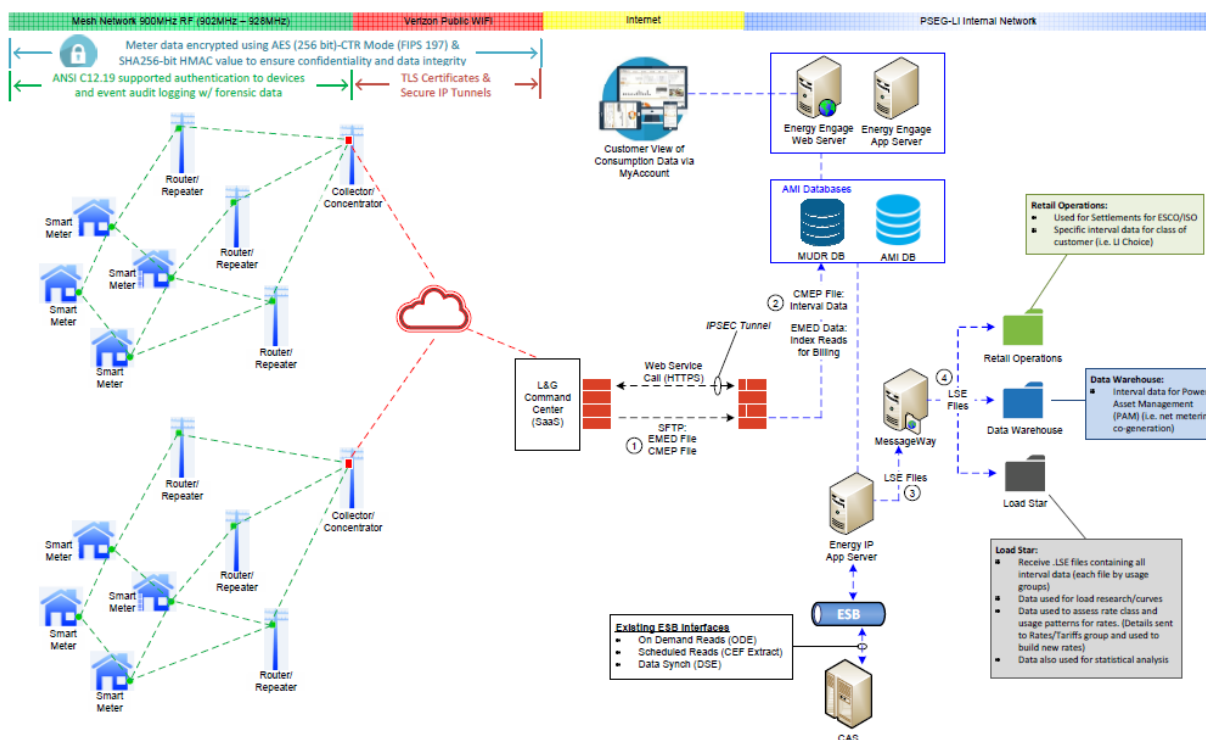 Mesh Network 900MHz RF (902MHz – 928MHz)
Verizon Public WIFI
Internet
PSEG-LI Internal Network
Meter data encrypted using AES (256 bit)-CTR Mode (FIPS 197) &
SHA256-bit HMAC value to ensure confidentiality and data integrity
ANSI C12.19 supported authentication to devices
and event audit logging w/ forensic data
TLS Certificates &
Secure IP Tunnels
Router/
Repeater
Collector/
Concentrator
Smart
Meter
Router/
Repeater
Smart
Meter
Smart
Meter
Router/
Repeater
Smart
Meter
Router/
Repeater
Collector/
Concentrator
Smart
Meter
Router/
Repeater
Smart
Meter
Smart
Meter
Router/
Repeater
Smart
Meter
Customer View of
Consumption Data via
MyAccount
Energy Engage
Web Server
Energy Engage
App Server
AMI Databases
MUDR DB
AMI DB
2
CMEP File:
Interval Data
EMED Data:
Index Reads
for Billing
IPSEC Tunnel
L&G
Command
Center
(SaaS)
Web Service
Call (HTTPS)
1
SFTP:
EMED File
CMEP File
MessageWay
LSE Files
3
4
LSE
Files
Energy IP
App Server
ESB
CAS
Existing ESB Interfaces
On Demand Reads (ODE)
Scheduled Reads (CEF Extract)
Data Synch (DSE)
Retail Operations:
Used for Settlements for ESCO/ISO
Specific interval data for class of
customer (i.e. LI Choice)
Retail Operations
Data Warehouse:
Interval data for Power
Asset Management
(PAM) (i.e. net metering
co-generation)
Data Warehouse
Load Star
Load Star:
Receive .LSE files containing all
interval data (each file by usage
groups)
Data used for load research/curves
Data used to assess rate class and
usage patterns for rates. (Details sent
to Rates/Tariffs group and used to
build new rates)
Data also used for statistical analysis